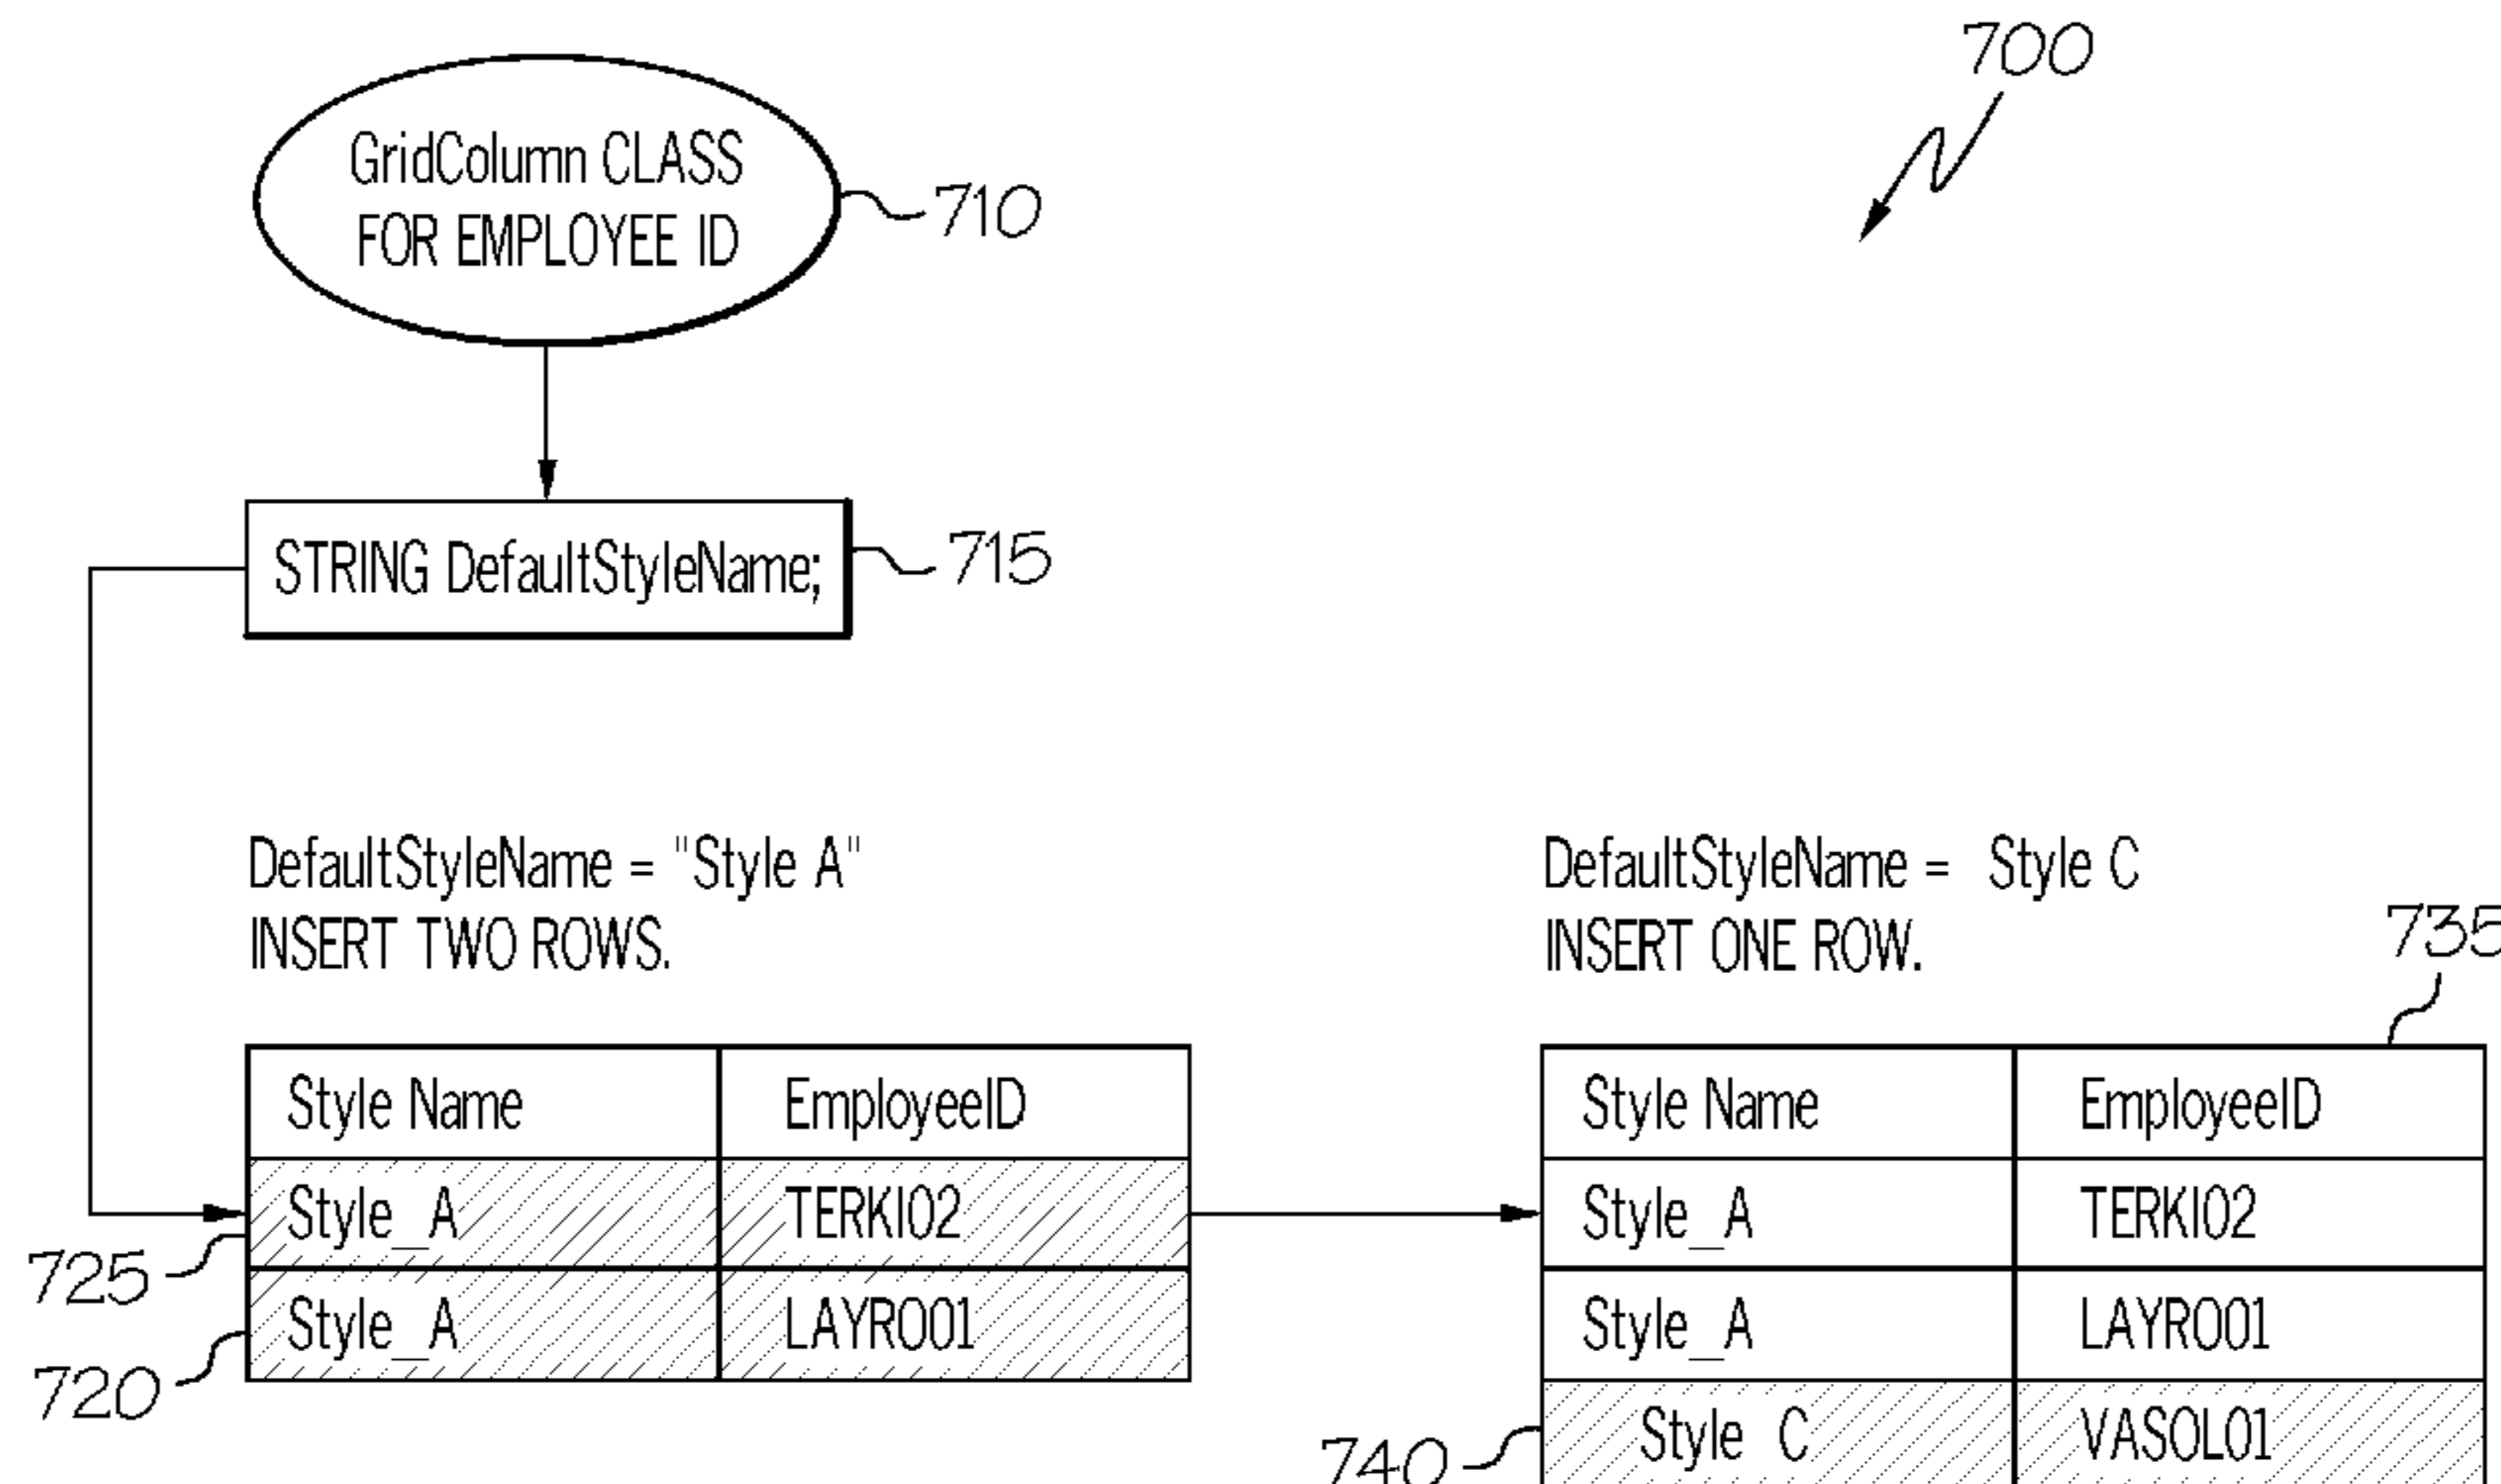 700
GridColumn CLASS
FOR EMPLOYEE ID
710
STRING DefaultStyleName;
715
DefaultStyleName = "Style A"
INSERT TWO ROWS.
DefaultStyleName = Style C
INSERT ONE ROW.
735
Style Name EmployeeID
Style_A TERKI02
725
Style_A LAYRO01
720
Style Name EmployeeID
Style_A TERKI02
Style_A LAYRO01
Style C VASOL01
740